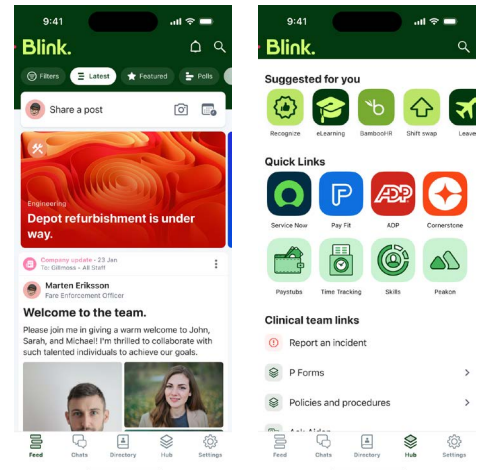 9:41
Blink.
Filters
Latest
Featured
Polls
Share a post
Engineering
Depot refurbishment is under
way.
Company update • 23 Jan
To: Gillmoss - All Staff
Marten Eriksson
Fare Enforcement Officer
Welcome to the team.
Please join me in giving a warm welcome to John,
Sarah, and Michael! I'm thrilled to collaborate with
such talented individuals to achieve our goals.
Feed Chats Directory Hub Settings
9:41
Blink.
Suggested for you
Recognize eLearning BambooHR Shift swap Leave
Quick Links
ADP
Service Now Pay Fit ADP Cornerstone
Paystubs Time Tracking Skills Peakon
Clinical team links
Report an incident
P Forms
Policies and procedures
Feed Chats Directory Hub Settings